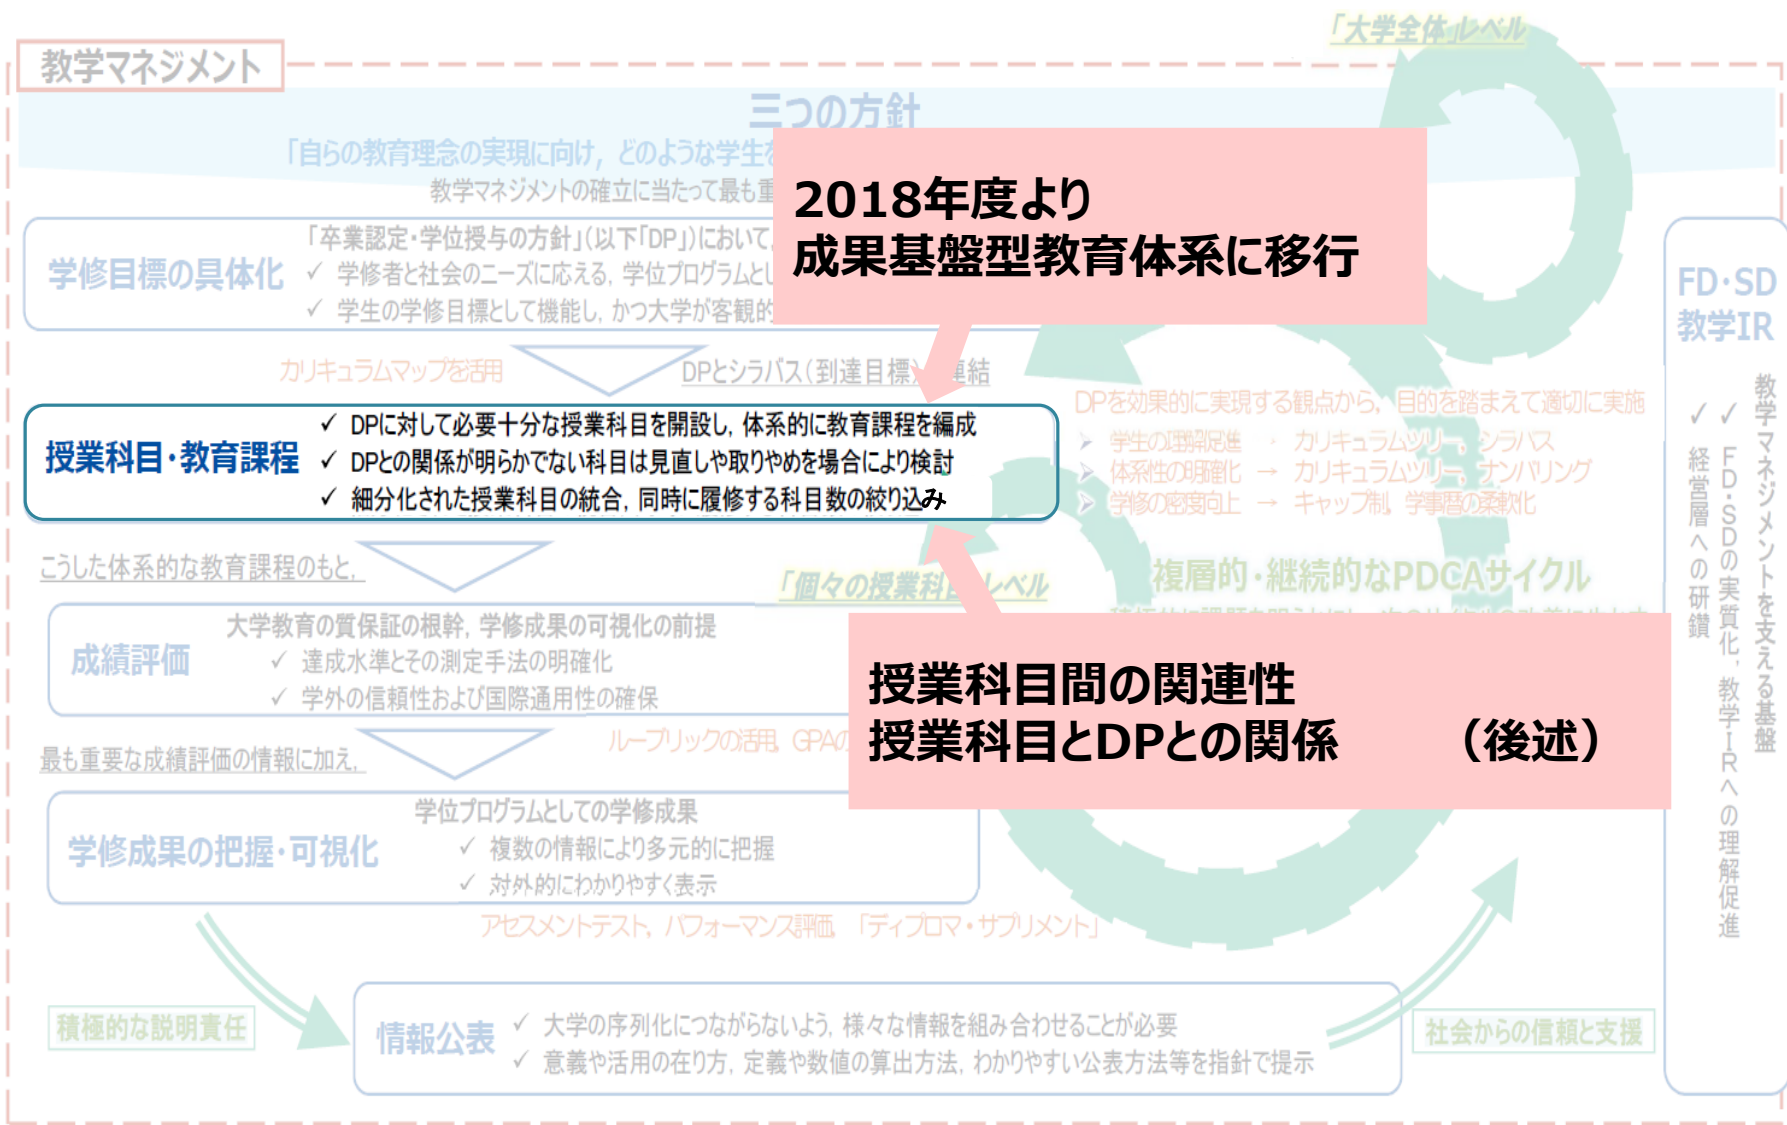 「大学全体」レベル
教学マネジメント
三つの方針
「自らの教育理念の実現に向け，どのような学生を
教学マネジメントの確立に当たって最も重
2018年度より
成果基盤型教育体系に移行
学修目標の具体化
「卒業認定・学位授与の方針」（以下「DP」）において，
✓ 学修者と社会のニーズに応える，学位プログラムとし
✓ 学生の学修目標として機能し，かつ大学が客観的
カリキュラムマップを活用
DPとシラバス（到達目標）
連結
授業科目・教育課程
✓ DPに対して必要十分な授業科目を開設し，体系的に教育課程を編成
✓ DPとの関係が明らかでない科目は見直しや取りやめを場合により検討
✓ 細分化された授業科目の統合，同時に履修する科目数の絞り込み
DPを効果的に実現する観点から，目的を踏まえて適切に実施
➢ 学生の理解促進 → カリキュラムツリー，シラバス
➢ 体系性の明確化 → カリキュラムツリー，ナンバリング
➢ 学修の密度向上 → キャップ制，学事暦の柔軟化
こうした体系的な教育課程のもと，
「個々の授業科目」レベル
複層的・継続的なPDCAサイクル
成績評価
大学教育の質保証の根幹，学修成果の可視化の前提
✓ 達成水準とその測定手法の明確化
✓ 学外の信頼性および国際通用性の確保
授業科目間の関連性
授業科目とDPとの関係 （後述）
最も重要な成績評価の情報に加え，
ルーブリックの活用，GPAの
学修成果の把握・可視化
学位プログラムとしての学修成果
✓ 複数の情報により多元的に把握
✓ 対外的にわかりやすく表示
アセスメントテスト，パフォーマンス評価，「ディプロマ・サプリメント」
積極的な説明責任
情報公表
✓ 大学の序列化につながらないよう，様々な情報を組み合わせることが必要
✓ 意義や活用の在り方，定義や数値の算出方法，わかりやすい公表方法等を指針で提示
社会からの信頼と支援
FD・SD
教学IR
教学マネジメントを支える基盤
✓ FD・SDの実質化，教学IRへの理解促進
✓ 経営層への研鑽